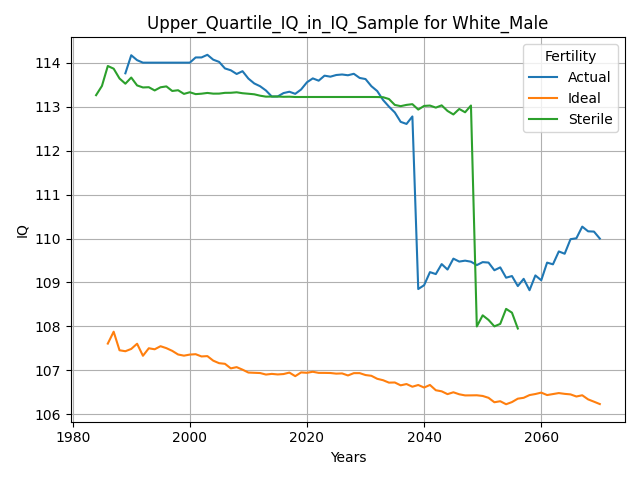 Upper_Quartile_IQ_in_IQ_Sample for White_Male
Fertility
Actual
Ideal
Sterile
114
113
112
111
110
109
108
107
106
IQ
1980
2000
2020
2040
2060
Years